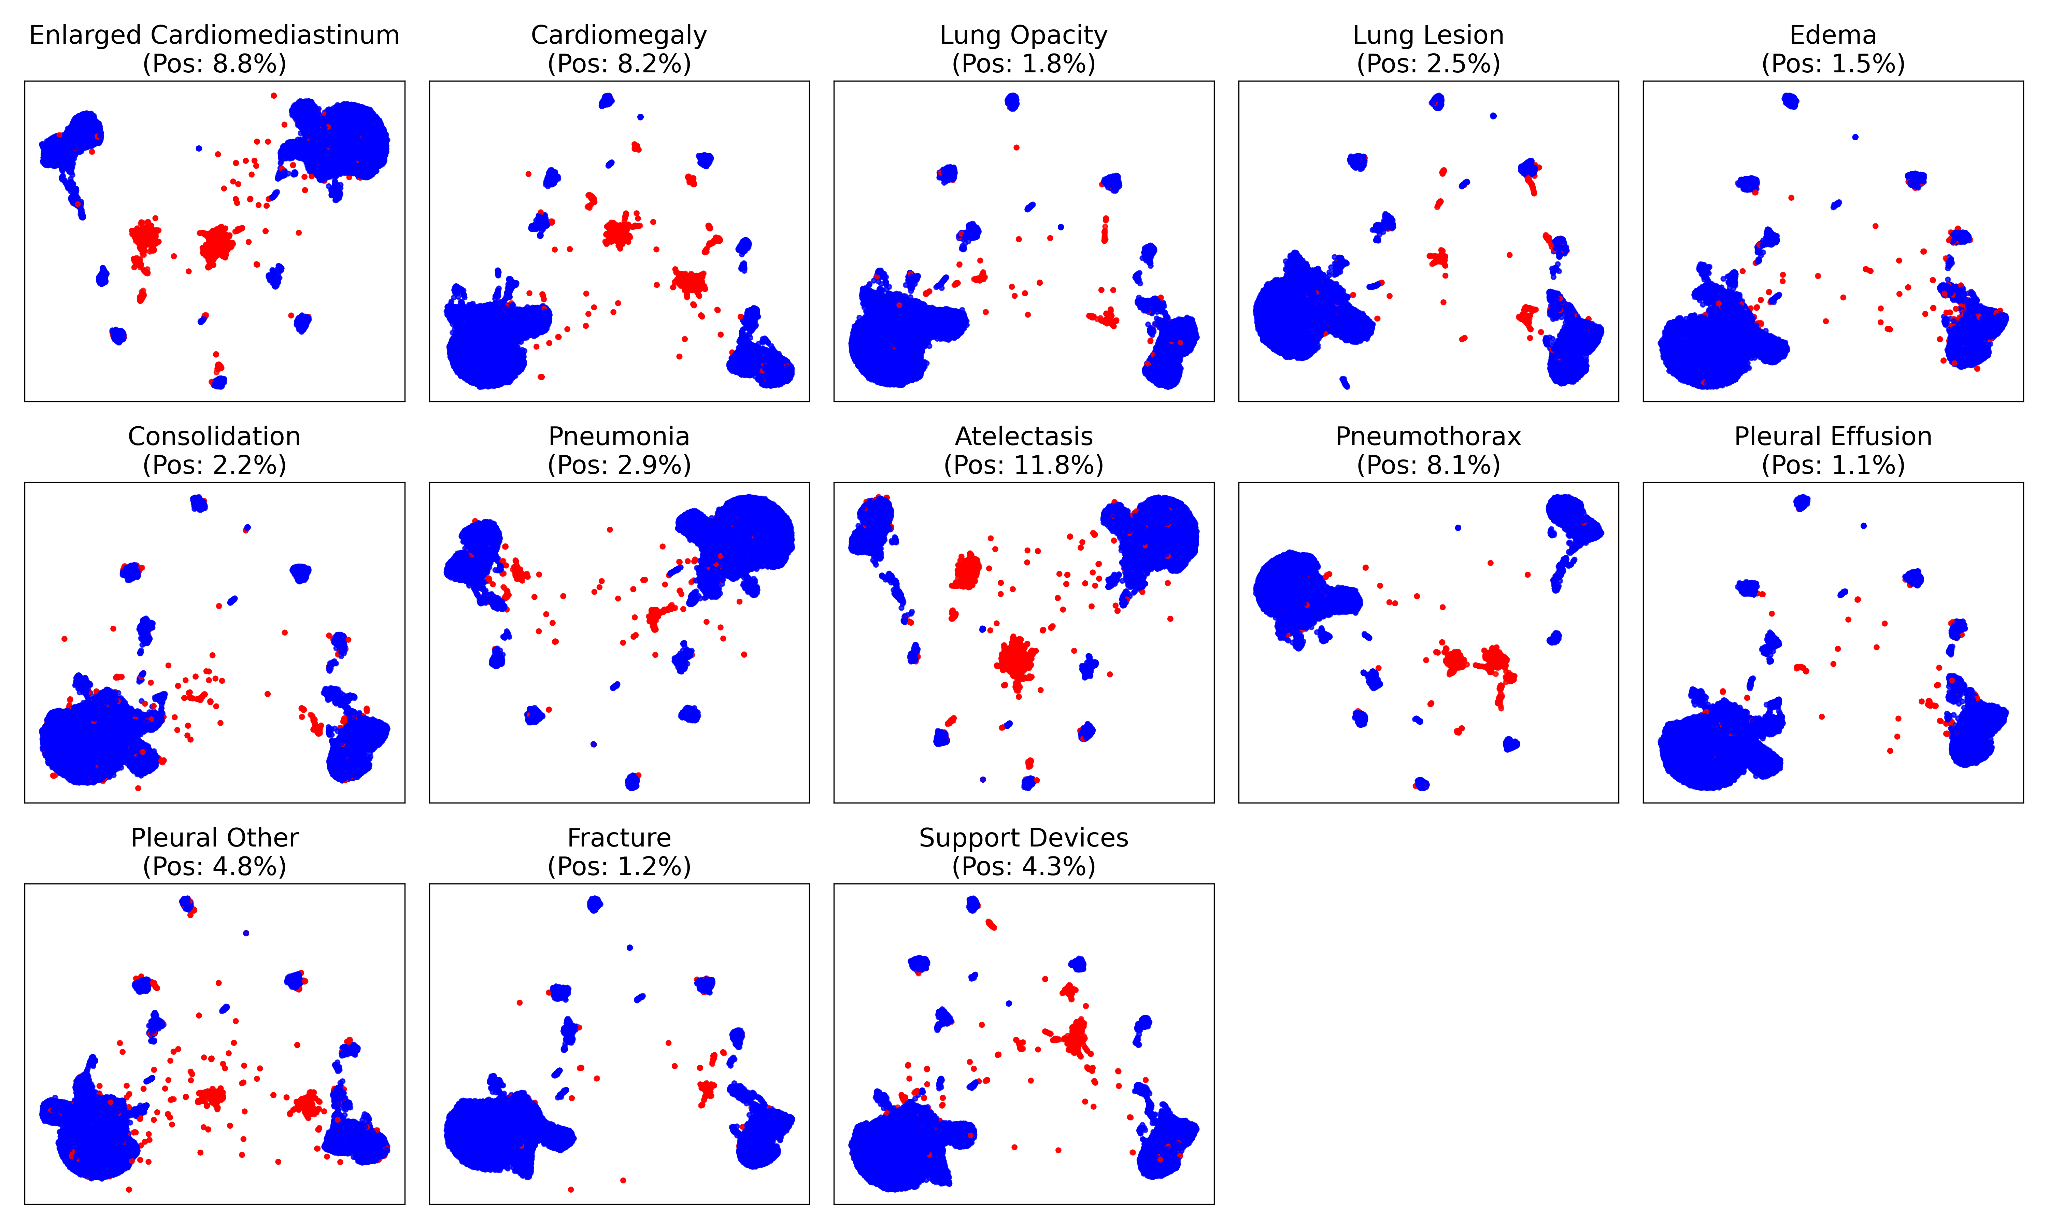 Enlarged Cardiomediastinum
(Pos: 8.8%)
Cardiomegaly
(Pos: 8.2%)
Lung Opacity
(Pos: 1.8%)
Lung Lesion
(Pos: 2.5%)
Edema
(Pos: 1.5%)
Consolidation
(Pos: 2.2%)
Pneumonia
(Pos: 2.9%)
Atelectasis
(Pos: 11.8%)
Pneumothorax
(Pos: 8.1%)
Pleural Effusion
(Pos: 1.1%)
Pleural Other
(Pos: 4.8%)
Fracture
(Pos: 1.2%)
Support Devices
(Pos: 4.3%)